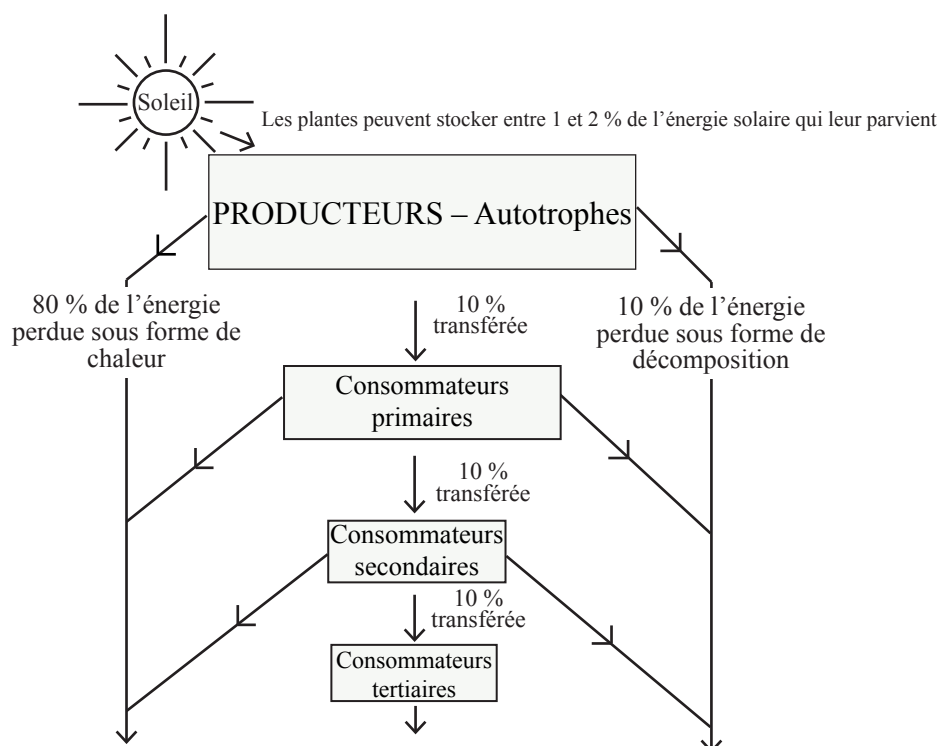 Soleil
Les plantes peuvent stocker entre 1 et 2 % de l’énergie solaire qui leur parvient
PRODUCTEURS – Autotrophes
80 % de l’énergie
perdue sous forme de
chaleur
10 %
transférée
10 % de l’énergie
perdue sous forme de
décomposition
Consommateurs
primaires
10 %
transférée
Consommateurs
secondaires
10 %
transférée
Consommateurs
tertiaires